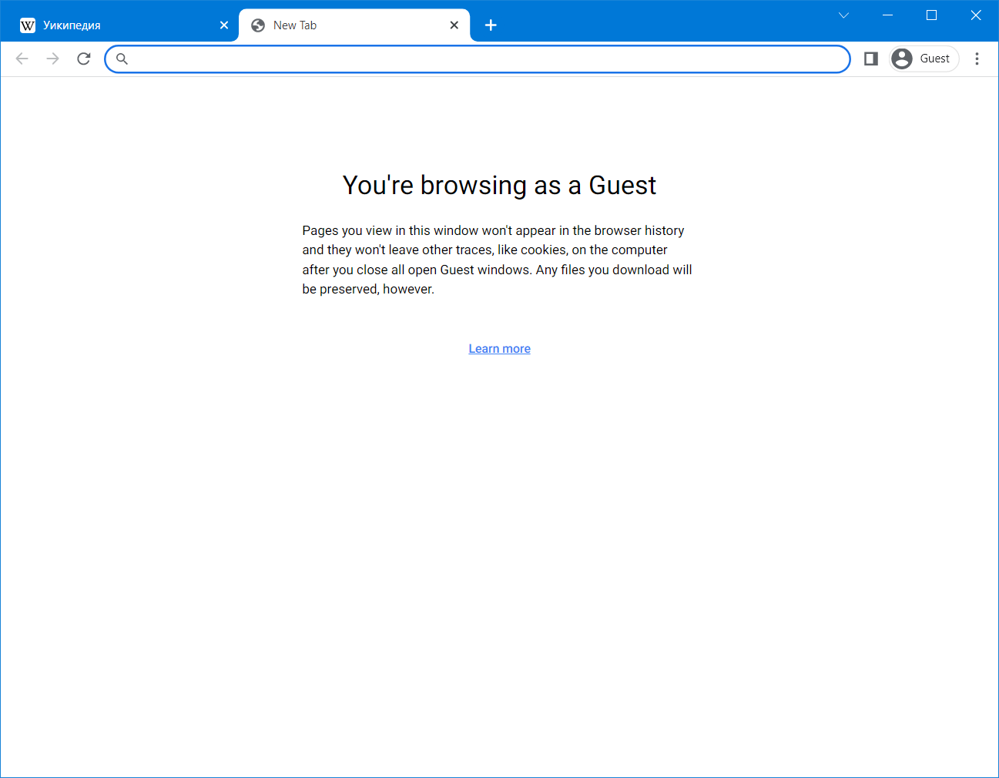 W Уикипедия
New Tab
Guest
You're browsing as a Guest
Pages you view in this window won't appear in the browser history
and they won't leave other traces, like cookies, on the computer
after you close all open Guest windows. Any files you download will
be preserved, however.
Learn more